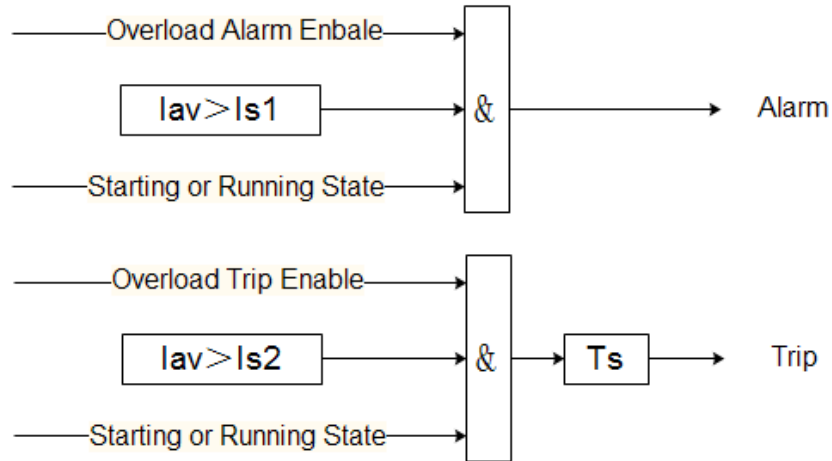 Overload Alarm Enbale
Iav＞Is1
&
Alarm
Starting or Running State
Overload Trip Enable
Iav＞Is2
&
Ts
Trip
Starting or Running State